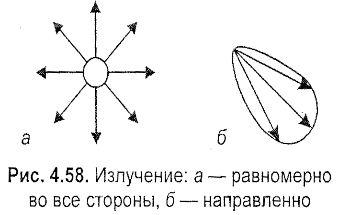 а
б
Рис. 4.58. Излучение: а — равномерно
во все стороны, б — направленно